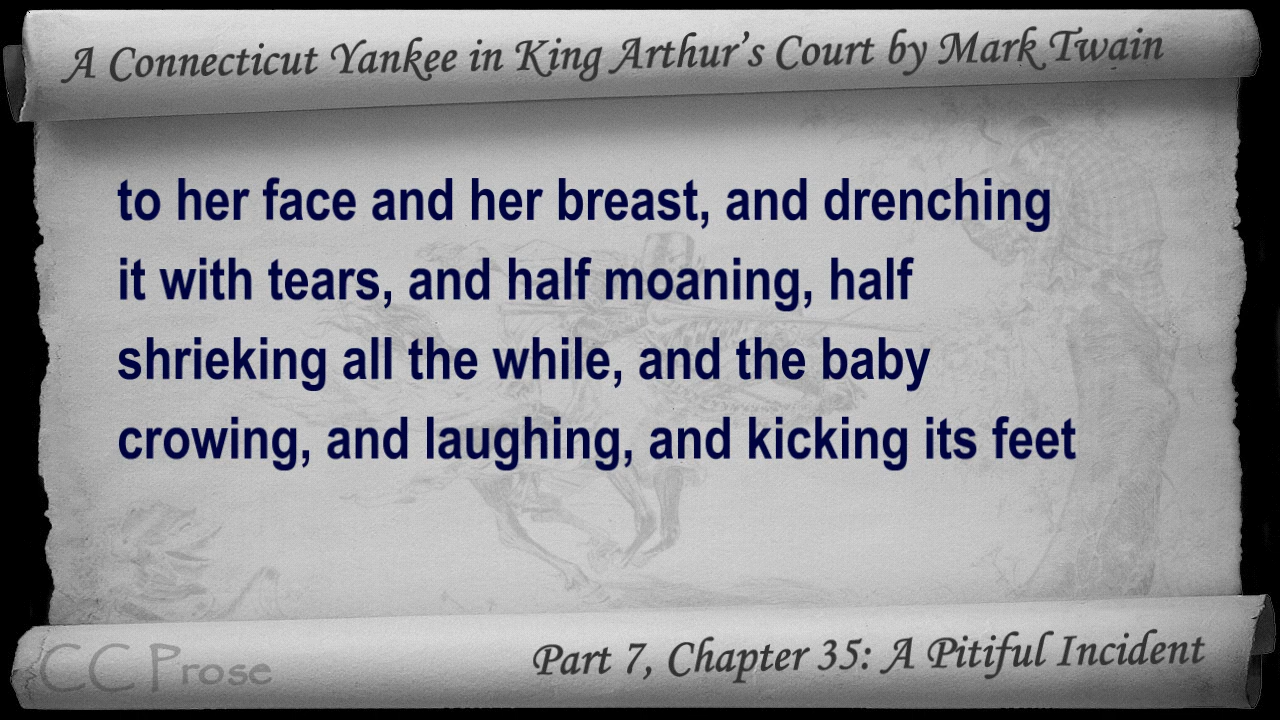 A Connecticut Yankee in King Arthur's Court by Mark Twain
to her face and her breast, and drenching
it with tears, and half moaning, half
shrieking all the while, and the baby
crowing, and laughing, and kicking its feet
CC Prose
Part 7, Chapter 35: A Pitiful Incident